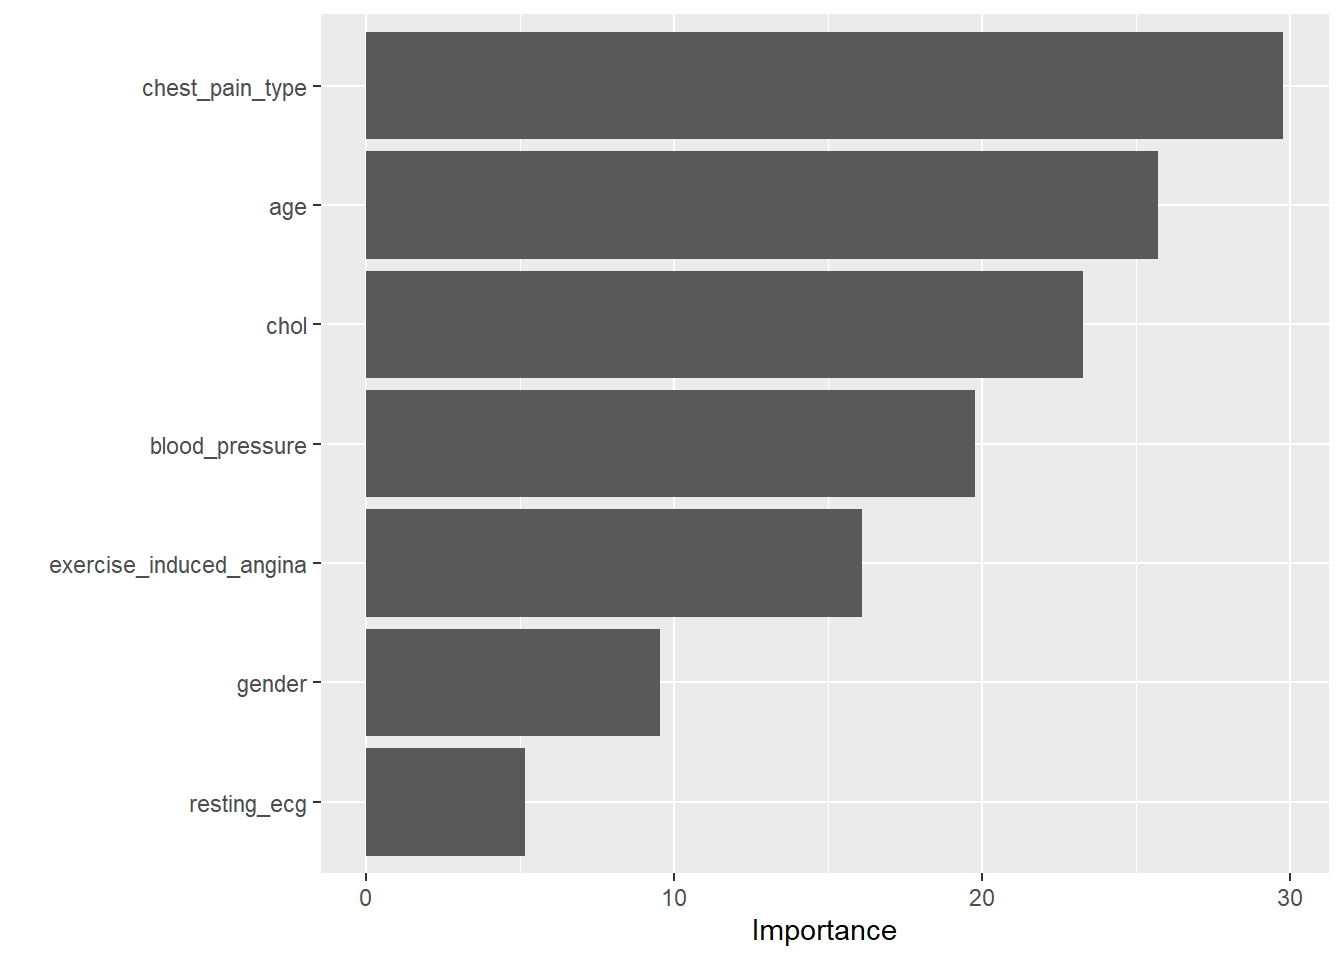 chest_pain_type
age
chol
blood_pressure
exercise_induced_angina
gender
resting_ecg
0 10 20 30
Importance